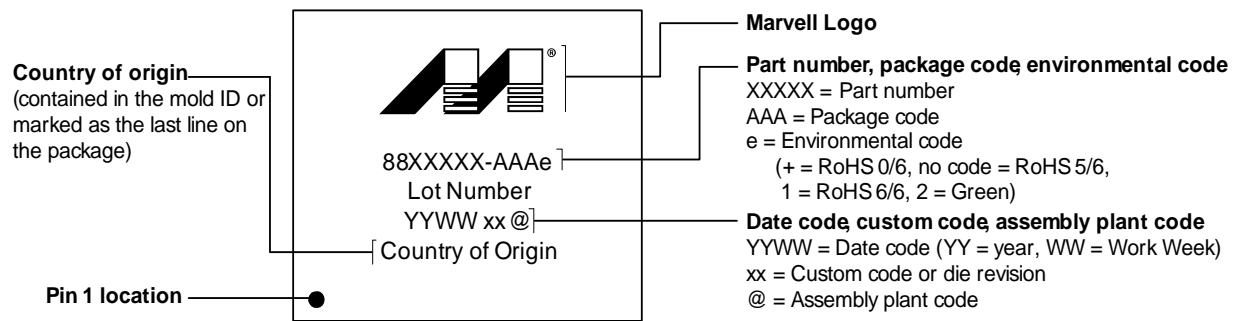 Marvell Logo
Country of origin
(contained in the mold ID or
marked as the last line on
the package)
®
88XXXXX-AAAe
Lot Number
YYWW xx @
Country of Origin
Pin 1 location
Part number, package code, environmental code
XXXXX = Part number
AAA = Package code
e = Environmental code
(+ = RoHS 0/6, no code = RoHS 5/6,
1 = RoHS 6/6, 2 = Green)
Date code, custom code, assembly plant code
YYWW = Date code (YY = year, WW = Work Week)
xx = Custom code or die revision
@ = Assembly plant code